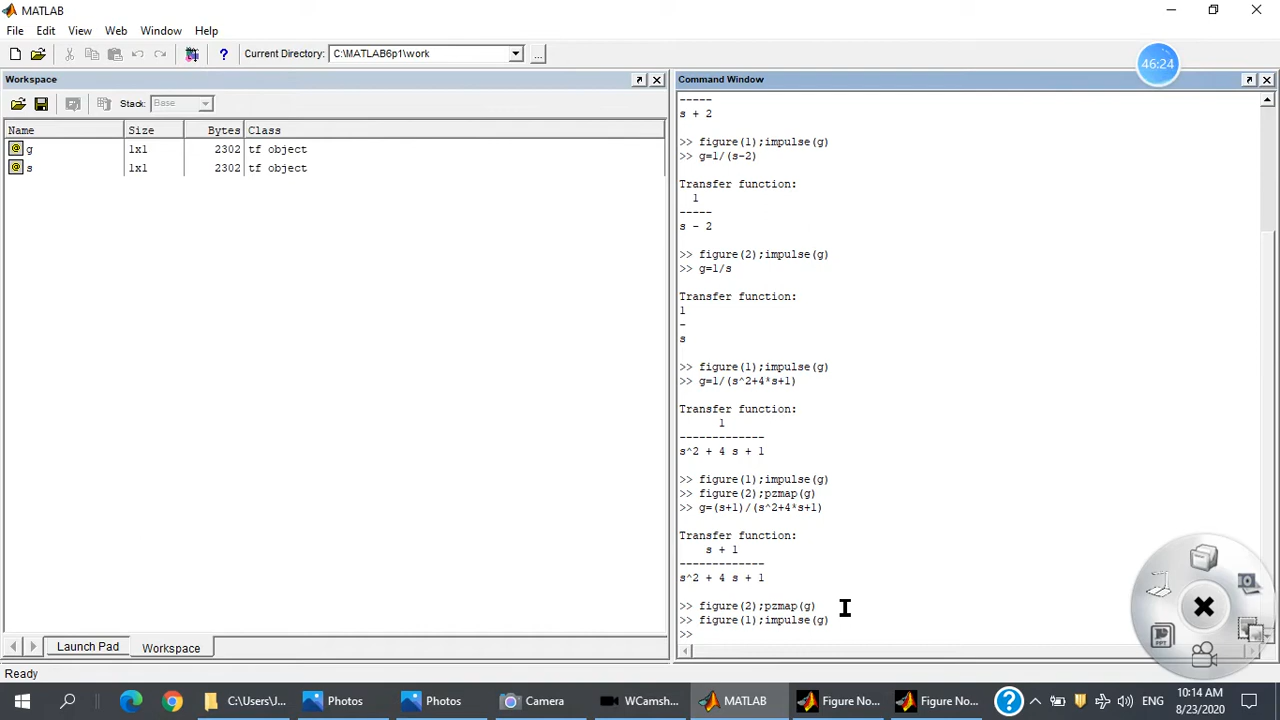 MATLAB
File Edit View Web Window Help
Current Directory: C:\MATLAB6p1\work
...
46:24
Workspace
Stack: Base
Name Size Bytes Class
g 1x1 2302 tf object
s 1x1 2302 tf object
Launch Pad Workspace
Command Window
-----
s + 2
>> figure(1);impulse(g)
>> g=1/(s-2)
Transfer function:
1
-----
s - 2
>> figure(2);impulse(g)
>> g=1/s
Transfer function:
1
-
s
>> figure(1);impulse(g)
>> g=1/(s^2+4*s+1)
Transfer function:
1
-------------
s^2 + 4 s + 1
>> figure(1);impulse(g)
>> figure(2);pzmap(g)
>> g=(s+1)/(s^2+4*s+1)
Transfer function:
s + 1
-------------
s^2 + 4 s + 1
>> figure(2);pzmap(g)
>> figure(1);impulse(g)
>>
PPT
Ready
C:\Users\J... Photos Photos Camera WCamsh... MATLAB Figure No... Figure No... ENG
10:14 AM
8/23/2020